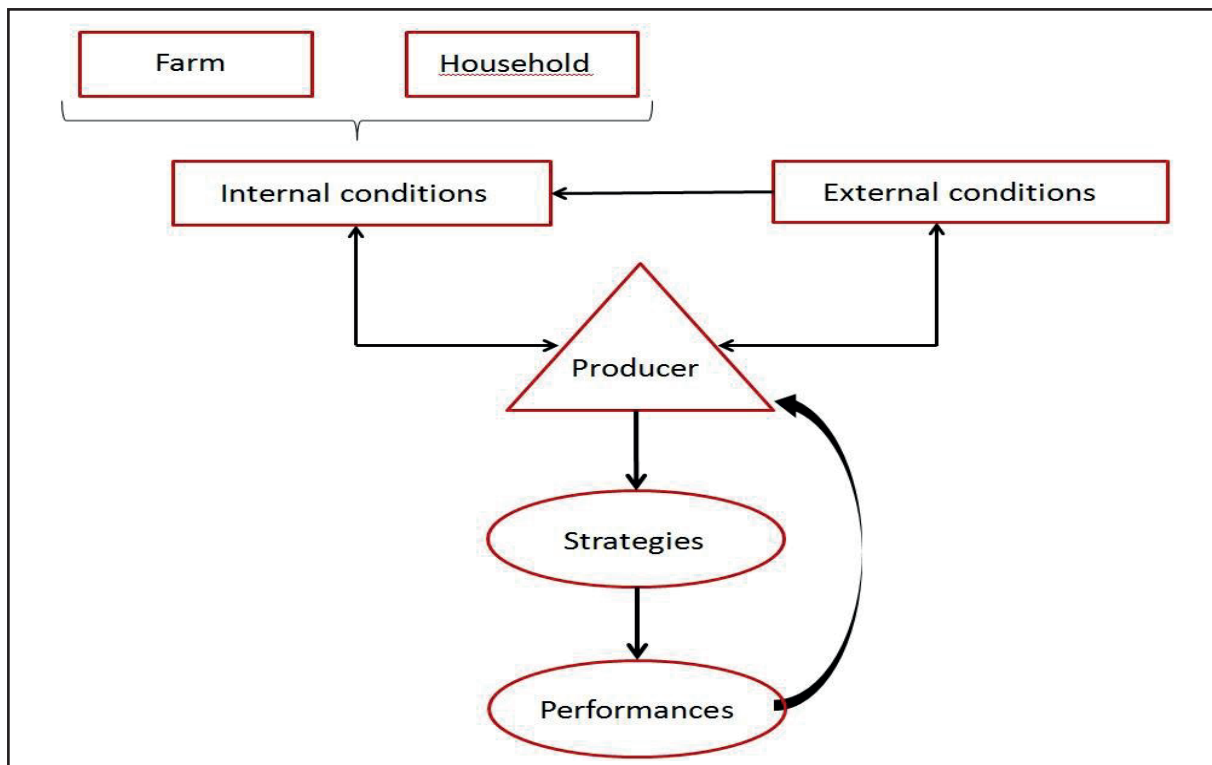 Farm
Household
Internal conditions
External conditions
Producer
Strategies
Performances